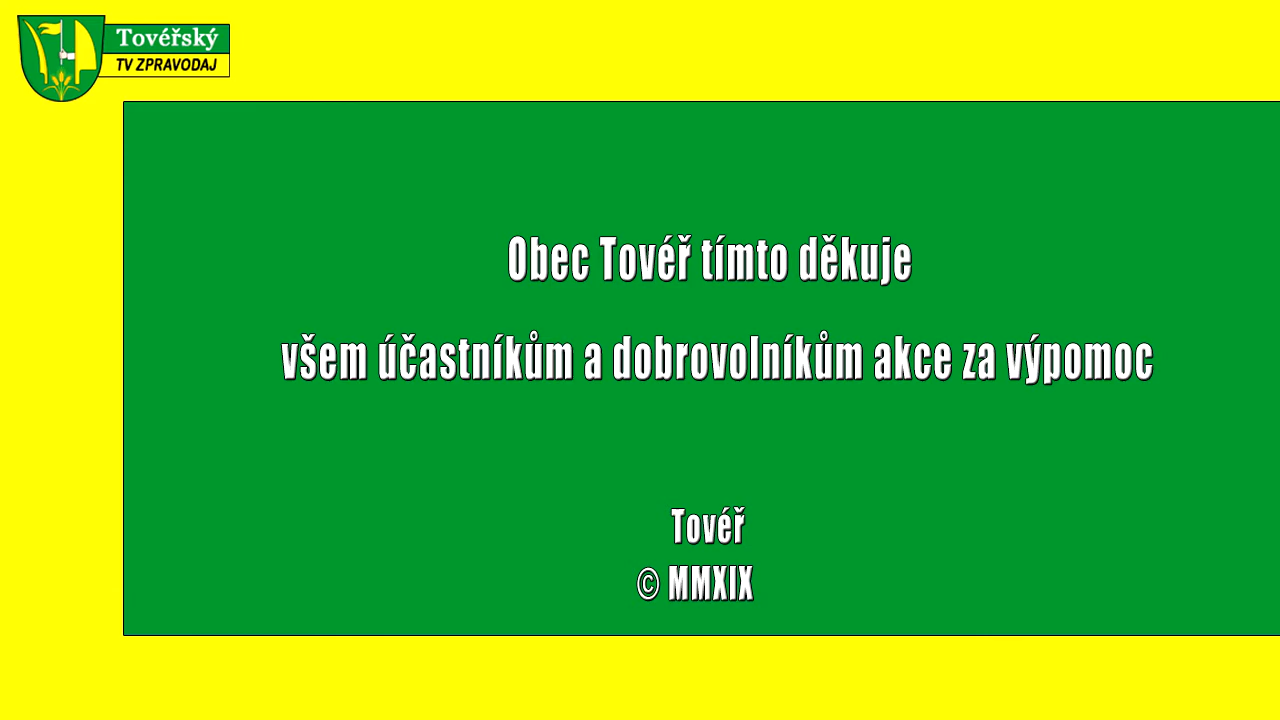 Tovéřský
TV ZPRAVODAJ
Obec Tovéř tímto děkuje
všem účastníkům a dobrovolníkům akce za výpomoc
Tovéř
© MMXIX